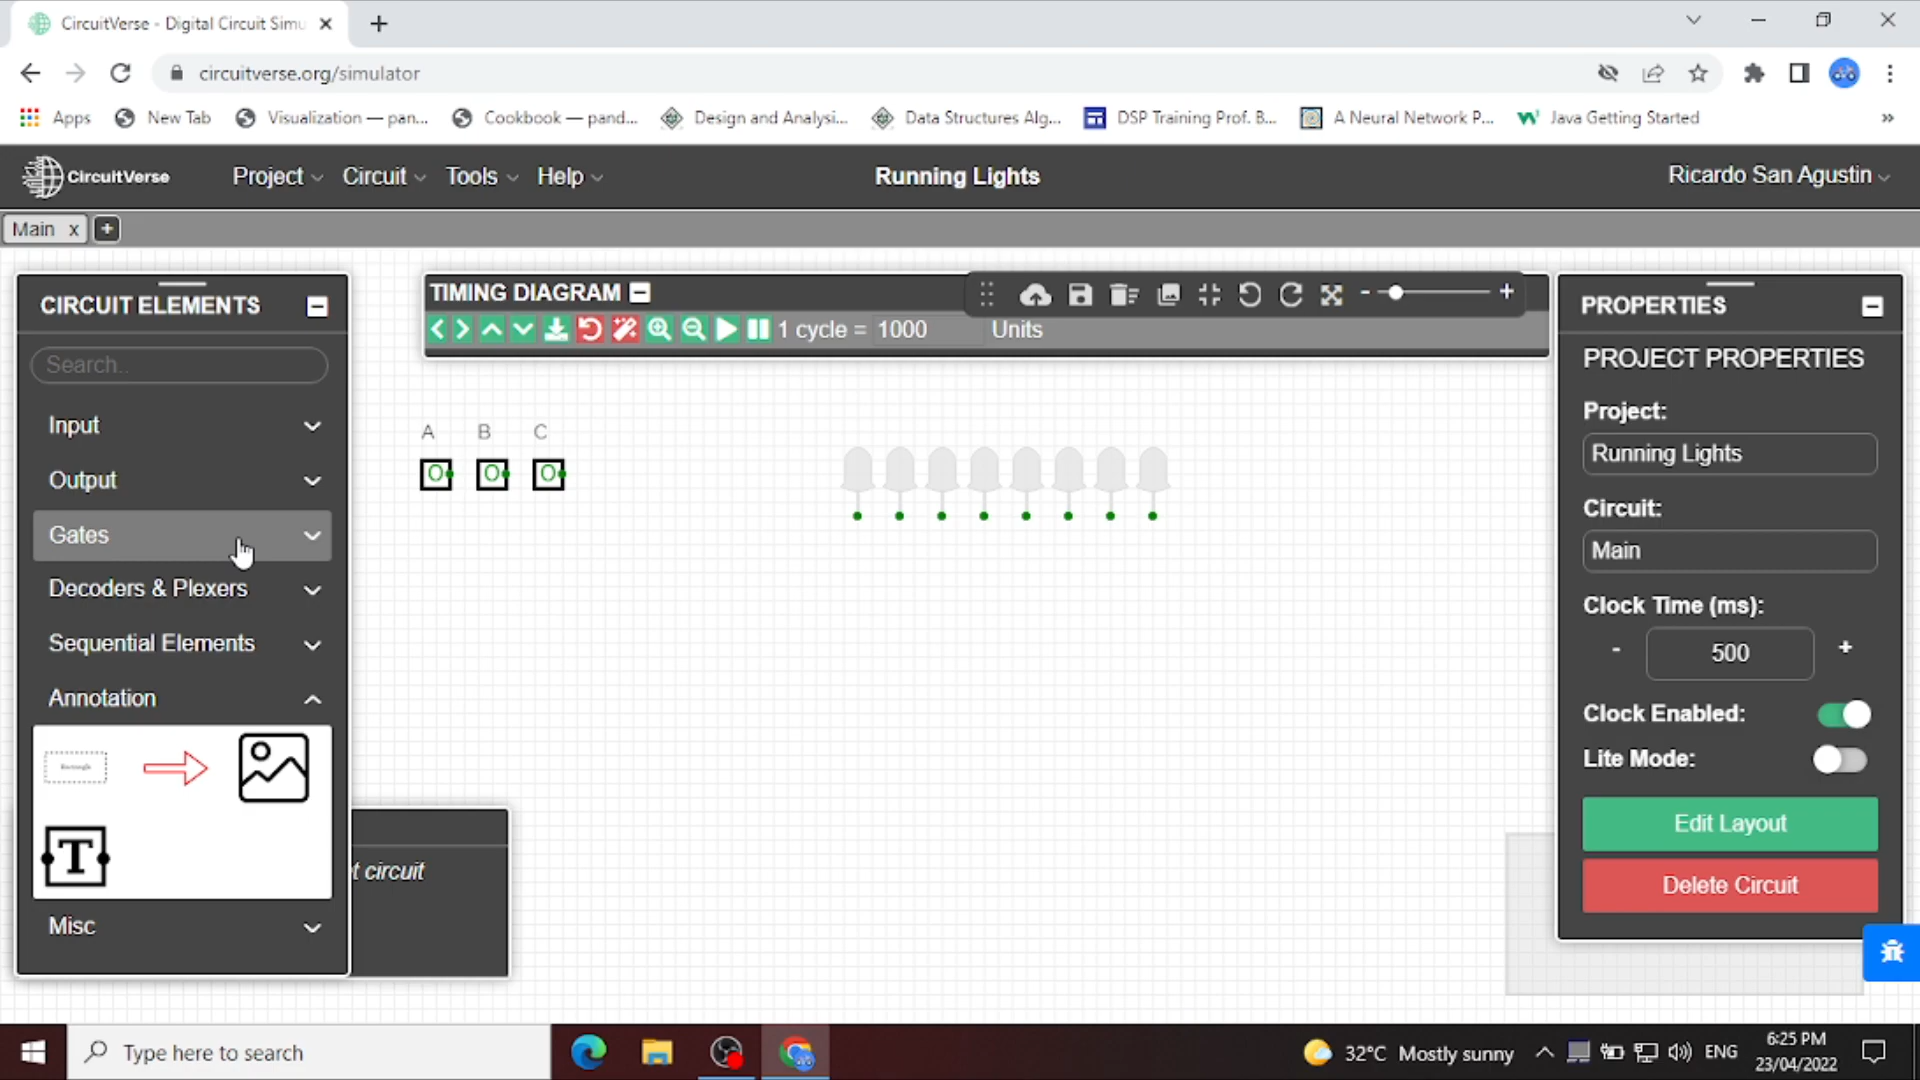 CircuitVerse - Digital Circuit Simu
circuitverse.org/simulator
Apps New Tab Visualization — pan... Cookbook — pand... Design and Analysi... Data Structures Alg... DSP Training Prof. B... A Neural Network P... Java Getting Started »
CircuitVerse Project Circuit Tools Help Running Lights Ricardo San Agustin
Main x +
CIRCUIT ELEMENTS
Search..
Input
Output
Gates
Decoders & Plexers
Sequential Elements
Annotation
Rectangle
T
Misc
t circuit
TIMING DIAGRAM
1 cycle = 1000 Units
A B C
0 0 0
PROPERTIES
PROJECT PROPERTIES
Project:
Running Lights
Circuit:
Main
Clock Time (ms):
- 500 +
Clock Enabled:
Lite Mode:
Edit Layout
Delete Circuit
Type here to search
32°C Mostly sunny
ENG
6:25 PM
23/04/2022